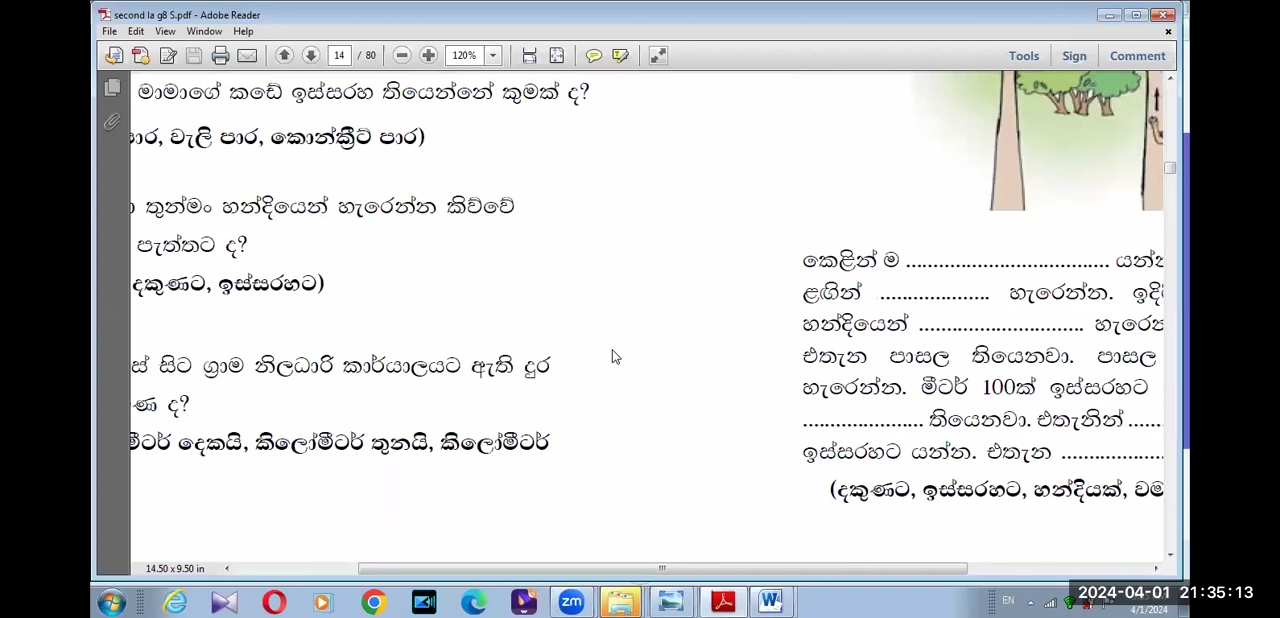 second la g8 S.pdf - Adobe Reader
File Edit View Window Help
14 / 80 120% Tools Sign Comment
මාමාගේ කඩේ ඉස්සරහ තියෙන්නේ කුමක් ද?
පාර, වැලි පාර, කොන්ක්‍රීට් පාර)
තුන්මං හන්දියෙන් හැරෙන්න කිව්වේ
පැත්තට ද?
දකුණට, ඉස්සරහට)
සිට ග්‍රාම නිලධාරි කාර්යාලයට ඇති දුර
ද?
දෙකයි, කිලෝමීටර් තුනයි, කිලෝමීටර්
කෙළින් ම .................................... යන්න
ළඟින් ................... හැරෙන්න.
හන්දියෙන් .............................
එතැන පාසල තියෙනවා. පාසල
හැරෙන්න. මීටර් 100ක් ඉස්සරහට
..................... තියෙනවා. එතැනින් ......
ඉස්සරහට යන්න. එතැන ..................
(දකුණට, ඉස්සරහට, හන්දියක්,
14.50 x 9.50 in
EN
2024-04-01 21:35:13
4/1/2024